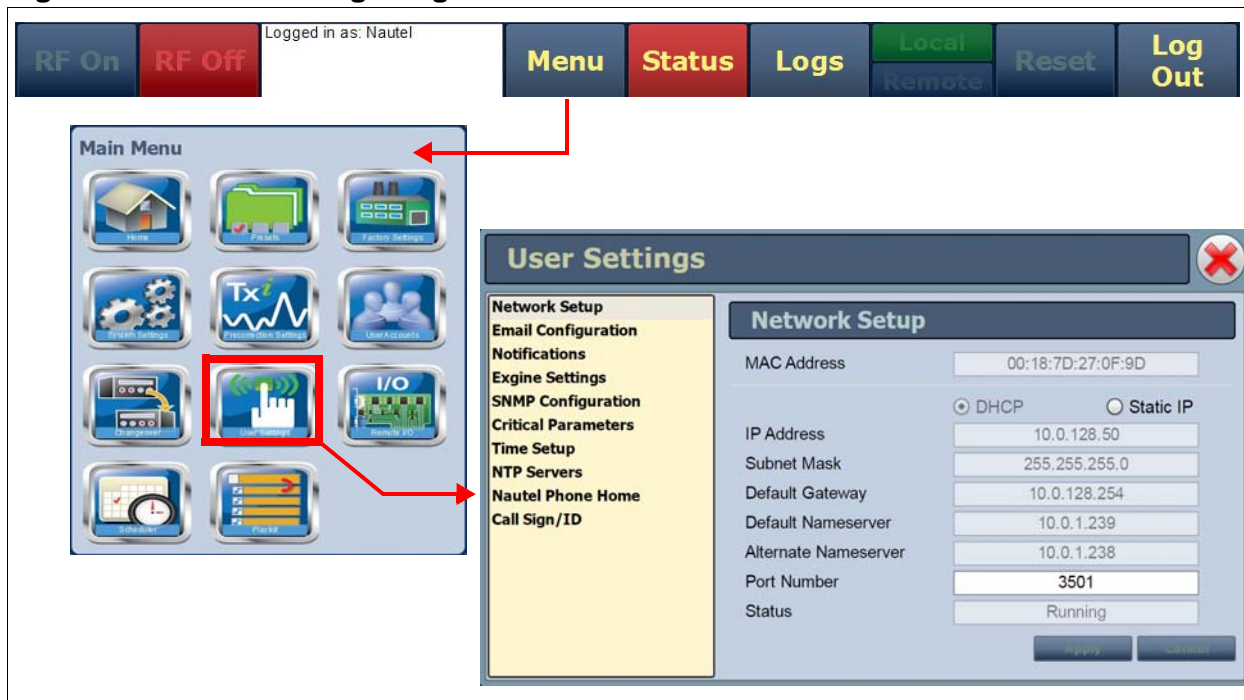 RF On
RF Off
Logged in as: Nautel
Menu
Status
Logs
Local
Remote
Reset
Log Out
Main Menu
Home
Presets
Factory Settings
System Settings
Tx i
Preconnection Settings
User Accounts
Changeover
User Settings
I/O
Remote I/O
Scheduler
Playlist
User Settings
Network Setup
Email Configuration
Notifications
Exgine Settings
SNMP Configuration
Critical Parameters
Time Setup
NTP Servers
Nautel Phone Home
Call Sign/ID
Network Setup
MAC Address 00:18:7D:27:0F:9D
DHCP Static IP
IP Address 10.0.128.50
Subnet Mask 255.255.255.0
Default Gateway 10.0.128.254
Default Nameserver 10.0.1.239
Alternate Nameserver 10.0.1.238
Port Number 3501
Status Running
Apply Cancel